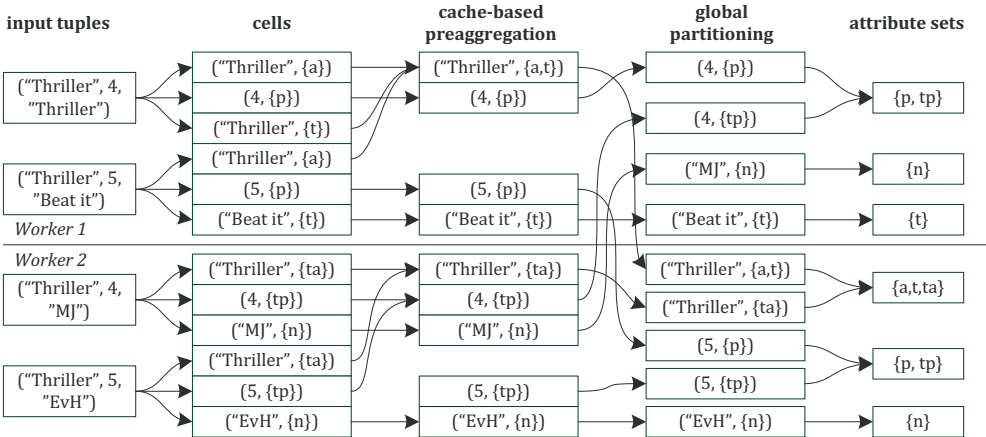 input tuples
cells
cache-based
preaggregation
global
partitioning
attribute sets
(“Thriller”, 4,
”Thriller”)
(“Thriller”, 5,
”Beat it”)
Worker 1
(“Thriller”, {a})
(4, {p})
(“Thriller”, {t})
(“Thriller”, {a})
(5, {p})
(“Beat it”, {t})
(“Thriller”, {a,t})
(4, {p})
(5, {p})
(“Beat it”, {t})
(4, {p})
(4, {tp})
(“MJ”, {n})
(“Beat it”, {t})
{p, tp}
{n}
{t}
Worker 2
(“Thriller”, 4,
”MJ”)
(“Thriller”, 5,
”EvH”)
(“Thriller”, {ta})
(4, {tp})
(“MJ”, {n})
(“Thriller”, {ta})
(5, {tp})
(“EvH”, {n})
(“Thriller”, {ta})
(4, {tp})
(“MJ”, {n})
(5, {tp})
(“EvH”, {n})
(“Thriller”, {a,t})
(“Thriller”, {ta})
(5, {p})
(5, {tp})
(“EvH”, {n})
{a,t,ta}
{p, tp}
{n}